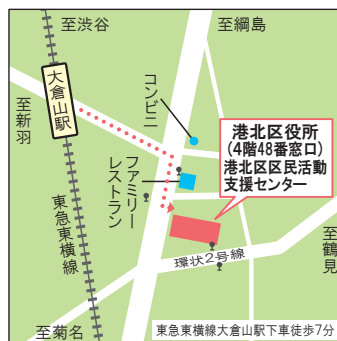 至渋谷
至綱島
大倉山駅
コンビニ
至新羽
港北区役所
(4階48番窓口)
港北区区民活動
支援センター
ファミリー
レストラン
東急東横線
環状2号線
至鶴見
至菊名
東急東横線大倉山駅下車徒歩7分